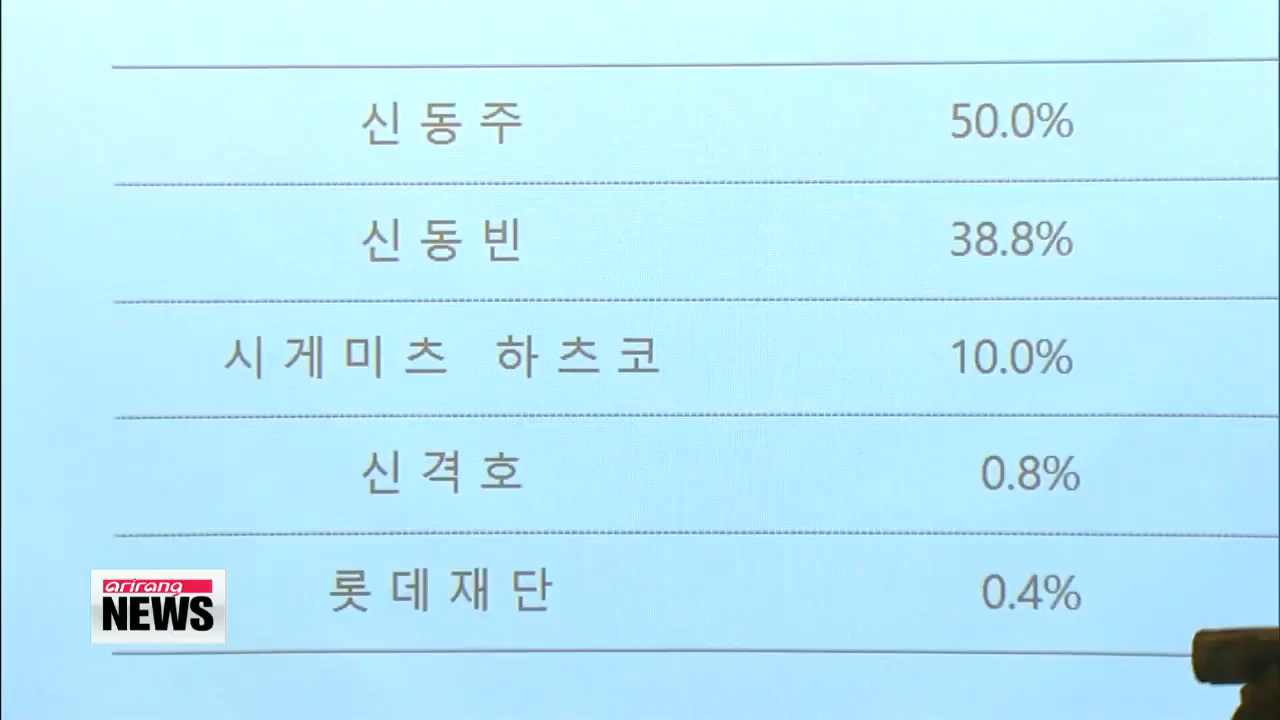 신동주 50.0%
신동빈 38.8%
시게미츠 하츠코 10.0%
신격호 0.8%
롯데재단 0.4%
arirang
NEWS